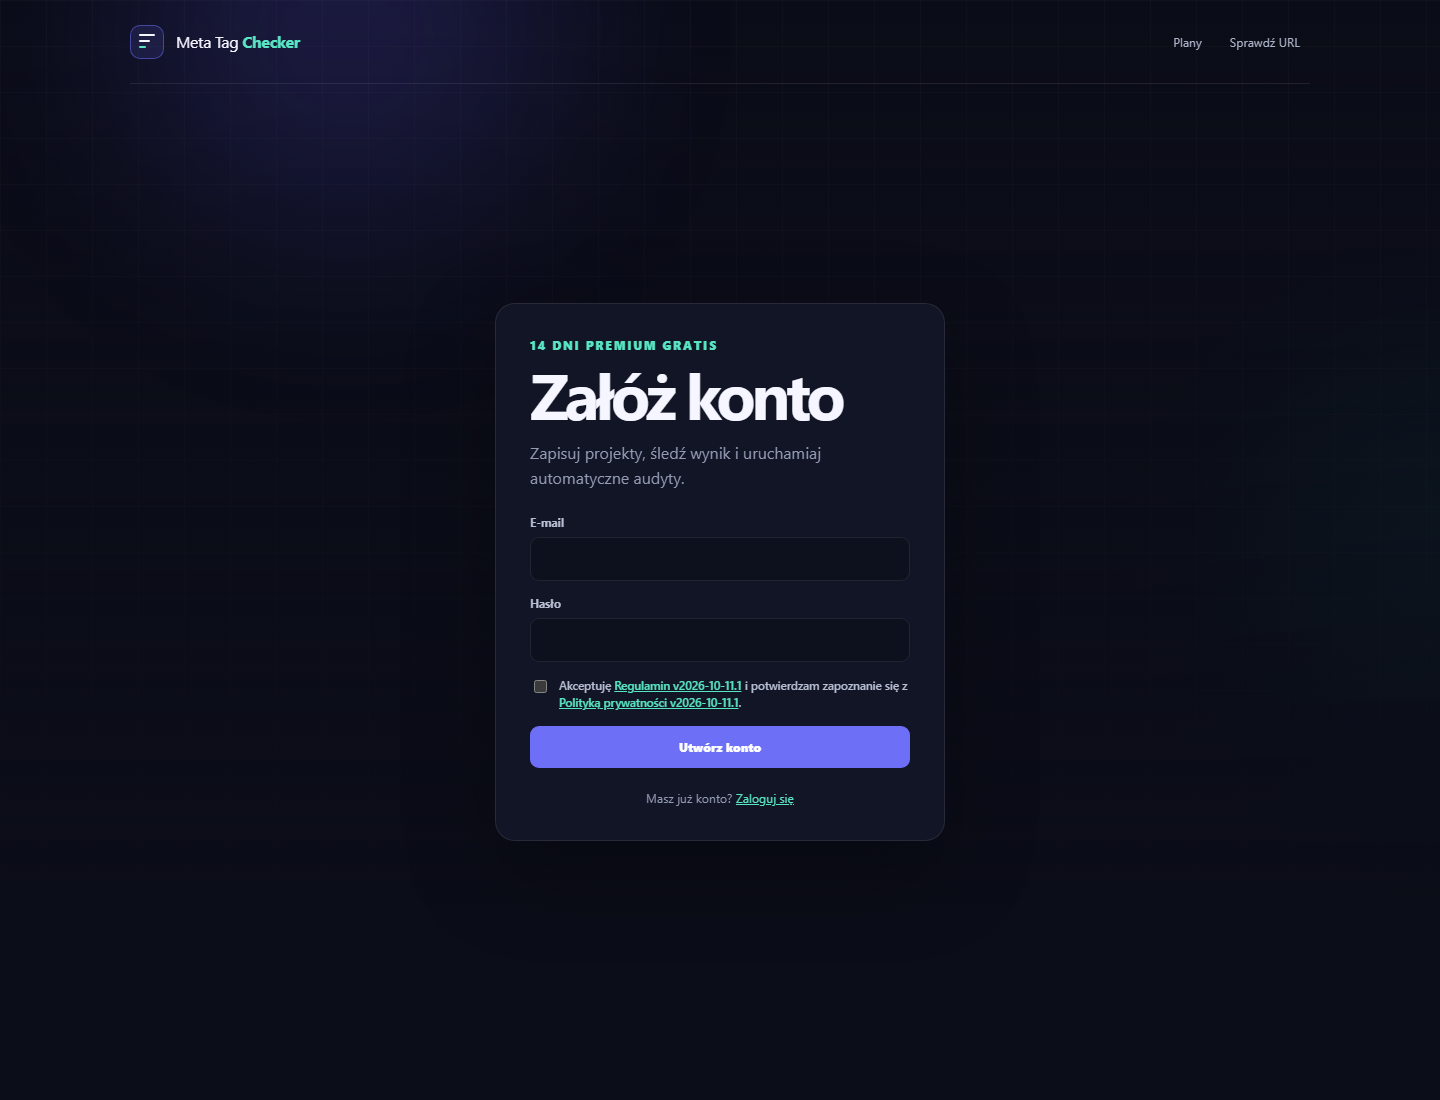 Meta Tag Checker
Plany
Sprawdź URL
14 DNI PREMIUM GRATIS
Załóż konto
Zapisuj projekty, śledź wynik i uruchamiaj
automatyczne audyty.
E-mail
Hasło
Akceptuję Regulamin v2026-10-11.1 i potwierdzam zapoznanie się z
Polityką prywatności v2026-10-11.1.
Utwórz konto
Masz już konto? Zaloguj się